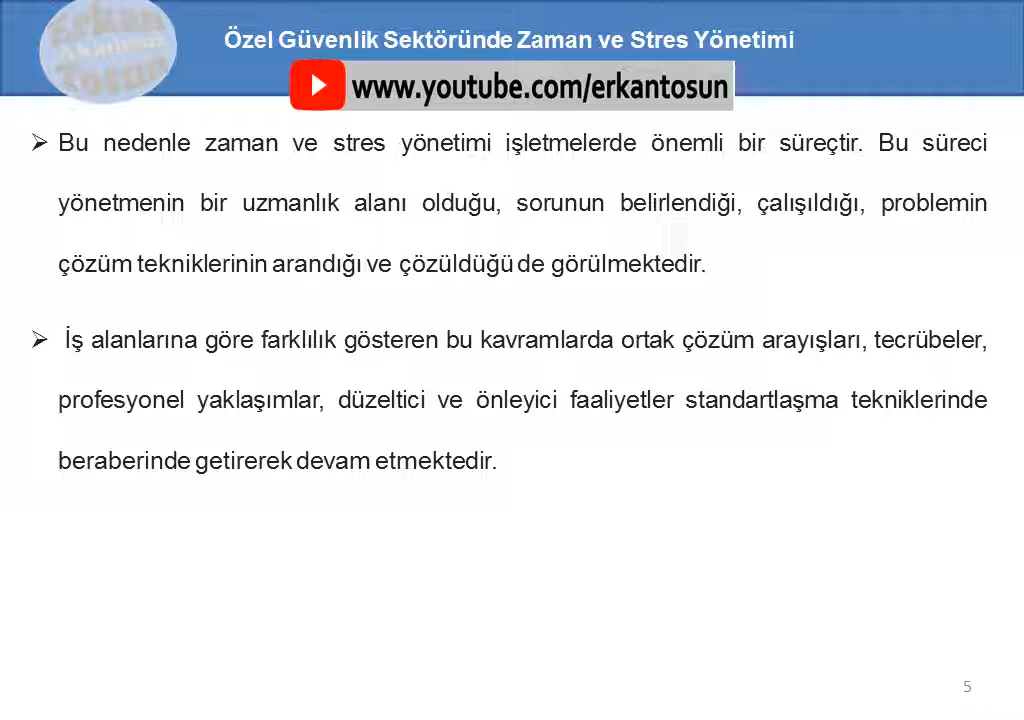 Erkan
Akademi
Tosun
Özel Güvenlik Sektöründe Zaman ve Stres Yönetimi
www.youtube.com/erkantosun
➢ Bu nedenle zaman ve stres yönetimi işletmelerde önemli bir süreçtir. Bu süreci
yönetmenin bir uzmanlık alanı olduğu, sorunun belirlendiği, çalışıldığı, problemin
çözüm tekniklerinin arandığı ve çözüldüğü de görülmektedir.
➢ İş alanlarına göre farklılık gösteren bu kavramlarda ortak çözüm arayışları, tecrübeler,
profesyonel yaklaşımlar, düzeltici ve önleyici faaliyetler standartlaşma tekniklerinde
beraberinde getirerek devam etmektedir.
5